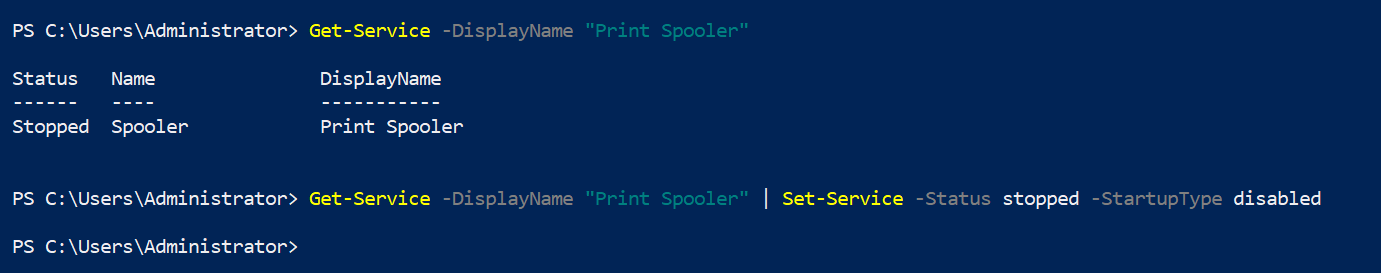 PS C:\Users\Administrator> Get-Service -DisplayName "Print Spooler"
Status   Name               DisplayName
------   ----               -----------
Stopped  Spooler            Print Spooler
PS C:\Users\Administrator> Get-Service -DisplayName "Print Spooler" | Set-Service -Status stopped -StartupType disabled
PS C:\Users\Administrator>